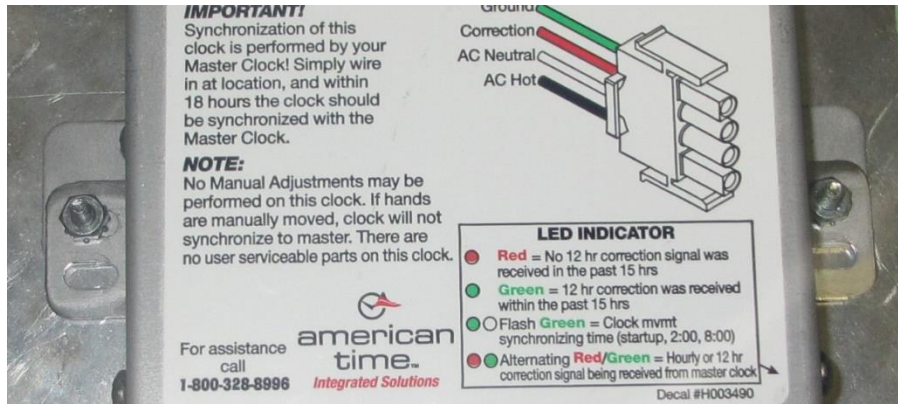 IMPORTANT!
Synchronization of this
clock is performed by your
Master Clock! Simply wire
in at location, and within
18 hours the clock should
be synchronized with the
Master Clock.
NOTE:
No Manual Adjustments may be
performed on this clock. If hands
are manually moved, clock will not
synchronize to master. There are
no user serviceable parts on this clock.
For assistance
call
1-800-328-8996
american
time™
Integrated Solutions
Ground
Correction
AC Neutral
AC Hot
LED INDICATOR
Red = No 12 hr correction signal was
received in the past 15 hrs
Green = 12 hr correction was received
within the past 15 hrs
Flash Green = Clock mvmt
synchronizing time (startup, 2:00, 8:00)
Alternating Red/Green = Hourly or 12 hr
correction signal being received from master clock
Decal #H003490